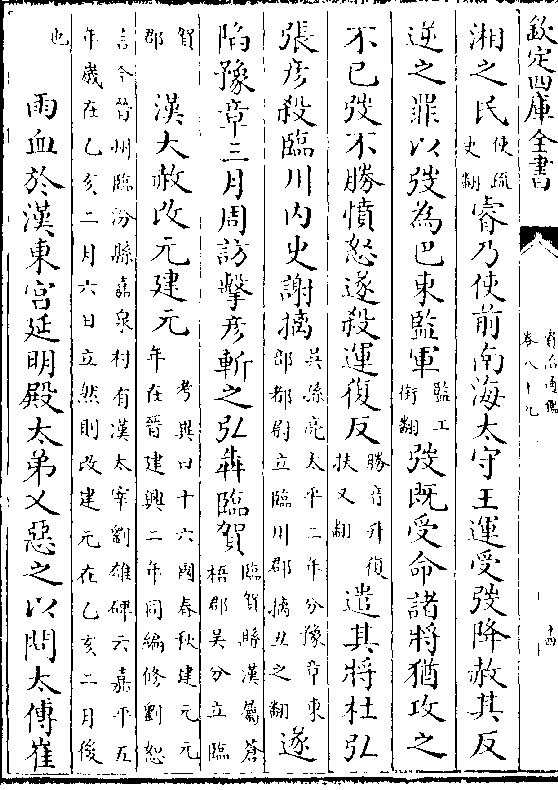 欽定四庫全書
資治通鑑
卷八十九
十四
湘之民使疏吏翻睿乃使前南海太守王運受弢降赦其反
逆之罪以弢為巴東監軍監工銜翻弢既受命諸將猶攻之
不已弢不勝憤怒遂殺運復反勝音升復扶又翻遣其將杜弘
張彦殺臨川内史謝摛吳孫亮太平二年分豫章東部都尉立臨川郡摛丑之翻遂
陷豫章三月周訪擊彦斬之弘犇臨賀臨賀縣漢屬蒼梧郡吳分立臨
賀郡漢大赦改元建元考異曰十六國春秋建元元年在晉建興二年同編修劉恕
言今晉州臨汾縣嘉泉村有漢太宰劉雄碑云嘉平五
年歲在乙亥二月六日立然則改建元在乙亥二月後
也
雨血於漢東宫延明殿太弟乂惡之以問太傅崔